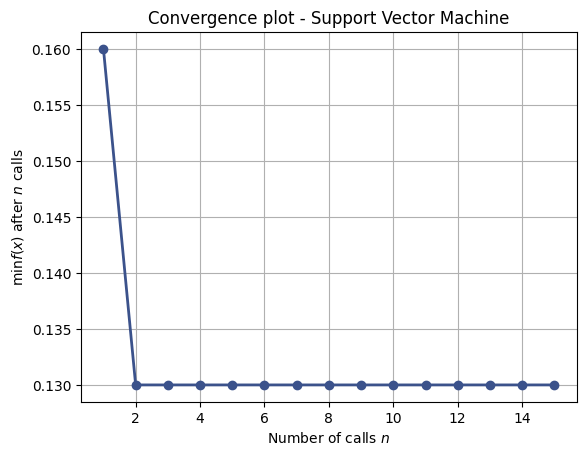 Convergence plot - Support Vector Machine
min f(x) after n calls
0.160
0.155
0.150
0.145
0.140
0.135
0.130
2 4 6 8 10 12 14
Number of calls n